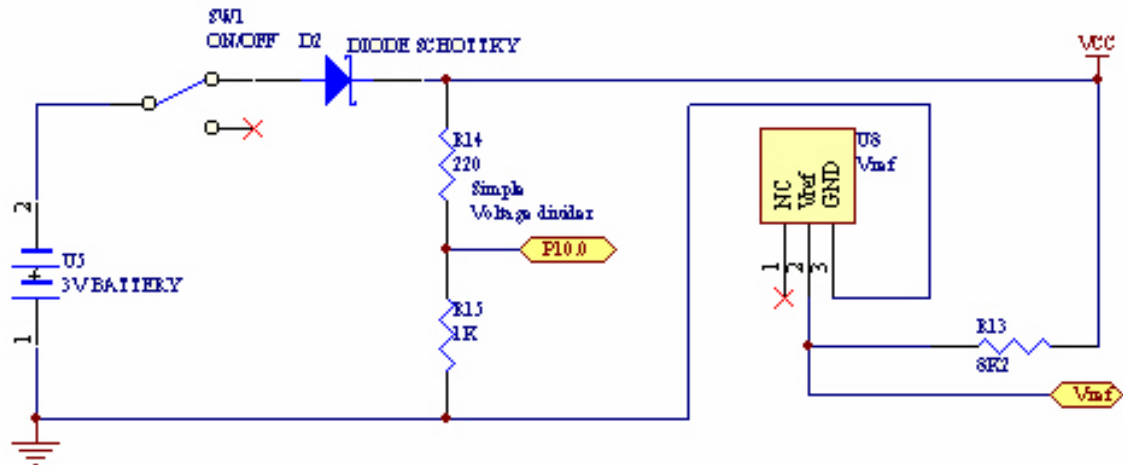 SW1
ON/OFF
D2
DIODE SCHOTTKY
VCC
R14
220
Simple
Voltage divider
P10.0
U8
Vref
NC
Vref
GND
1
2
3
2
U5
3V BATTERY
1
R15
1K
R13
8K2
Vref